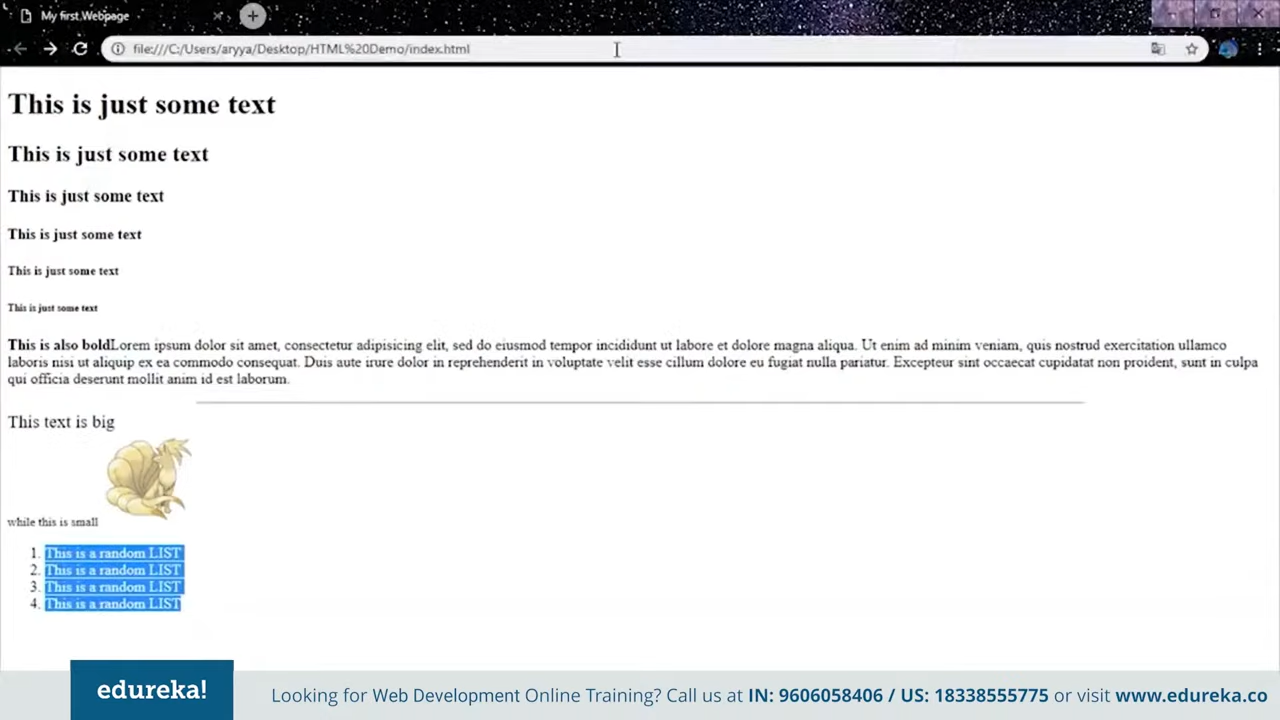 My first Webpage
file:///C:/Users/aryya/Desktop/HTML%20Demo/index.html
This is just some text
This is just some text
This is just some text
This is just some text
This is just some text
This is just some text
This is also boldLorem ipsum dolor sit amet, consectetur adipisicing elit, sed do eiusmod tempor incididunt ut labore et dolore magna aliqua. Ut enim ad minim veniam, quis nostrud exercitation ullamco
laboris nisi ut aliquip ex ea commodo consequat. Duis aute irure dolor in reprehenderit in voluptate velit esse cillum dolore eu fugiat nulla pariatur. Excepteur sint occaecat cupidatat non proident, sunt in culpa
qui officia deserunt mollit anim id est laborum.
This text is big
while this is small
1. This is a random LIST
2. This is a random LIST
3. This is a random LIST
4. This is a random LIST
edureka!
Looking for Web Development Online Training? Call us at IN: 9606058406 / US: 18338555775 or visit www.edureka.co